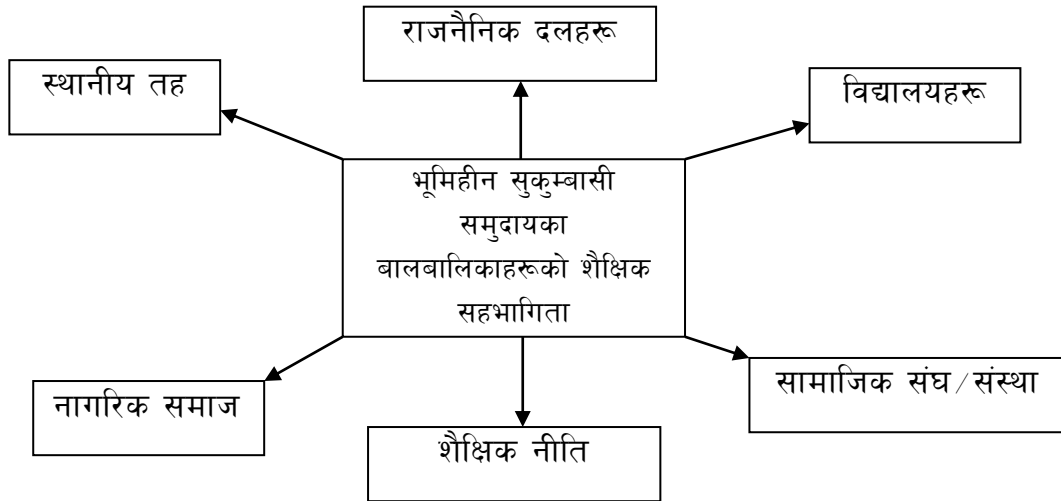 राजनैनिक दलहरू
स्थानीय तह
विद्यालयहरू
भूमिहीन सुकुम्बासी
समुदायका
बालबालिकाहरूको शैक्षिक
सहभागिता
नागरिक समाज
सामाजिक संघ/संस्था
शैक्षिक नीति